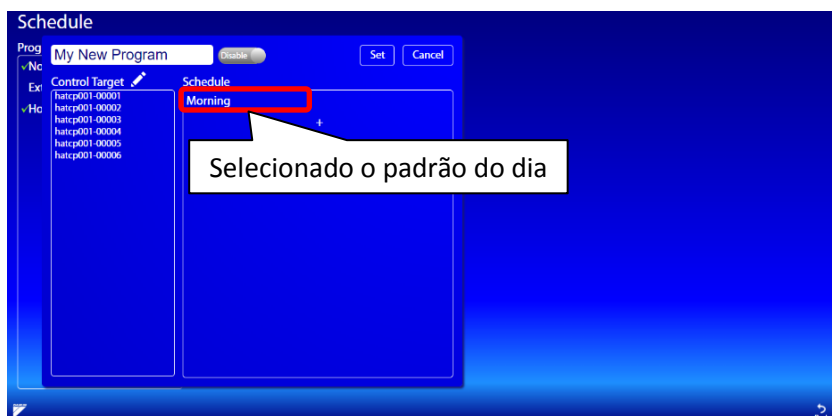 Schedule
Prog
My New Program
Disable
Set
Cancel
✓No
Control Target
Schedule
Ext
hatcp001-00001
Morning
✓Ho
hatcp001-00002
hatcp001-00003
+
hatcp001-00004
hatcp001-00005
hatcp001-00006
Selecionado o padrão do dia